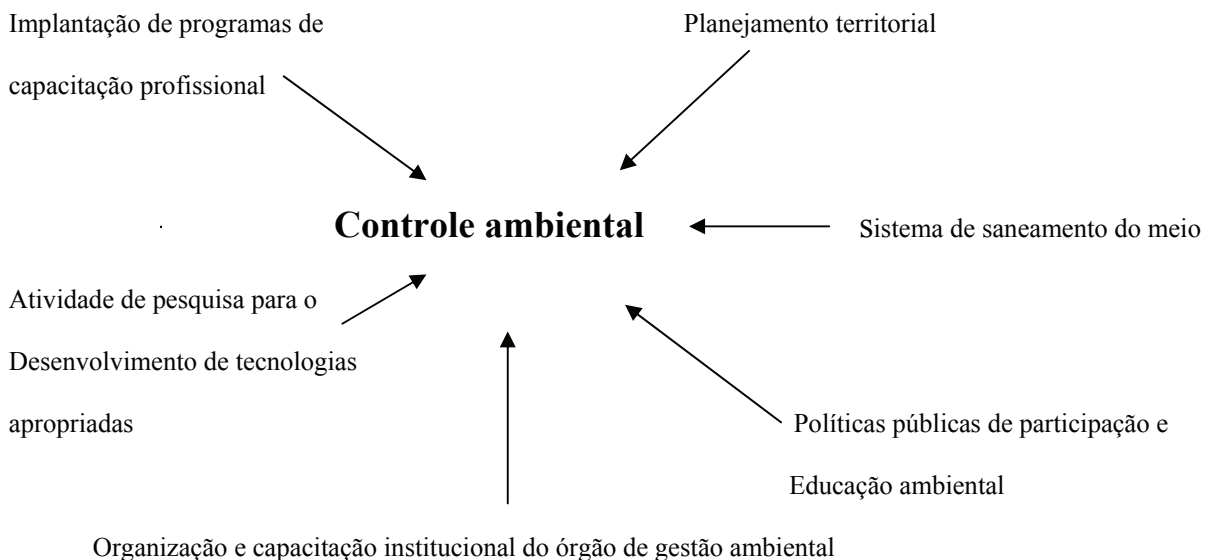 Implantação de programas de
capacitação profissional
Planejamento territorial
Controle ambiental
Sistema de saneamento do meio
Atividade de pesquisa para o
Desenvolvimento de tecnologias
apropriadas
Políticas públicas de participação e
Educação ambiental
Organização e capacitação institucional do órgão de gestão ambiental